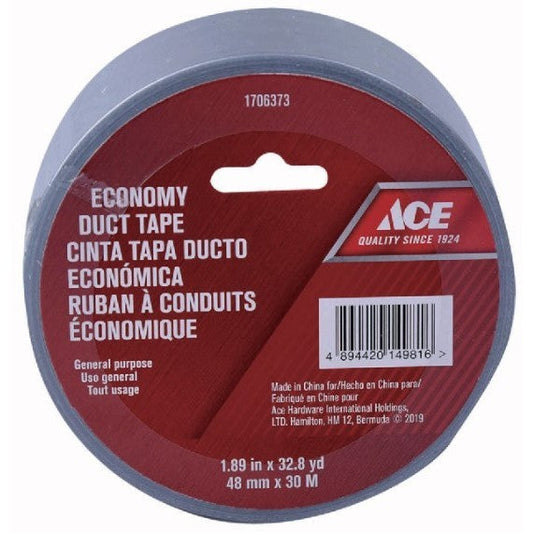 1706373
ECONOMY
DUCT TAPE
CINTA TAPA DUCTO
ECONÓMICA
RUBAN À CONDUITS
ÉCONOMIQUE
General purpose
Uso general
Tout usage
ACE
QUALITY SINCE 1924
4 894420 149816 >
Made in China for/Hecho en China para/
Fabriqué en Chine pour
Ace Hardware International Holdings,
LTD. Hamilton, HM 12, Bermuda © 2019
1.89 in x 32.8 yd
48 mm x 30 M